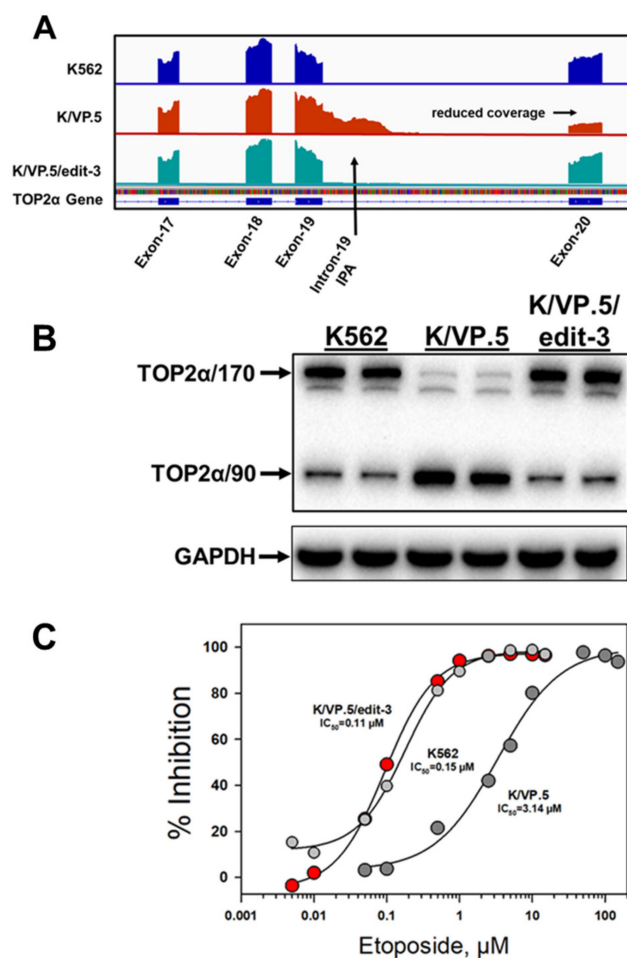 A
K562
K/VP.5
reduced coverage
K/VP.5/edit-3
TOP2α Gene
Exon-17
Exon-18
Exon-19
Intron-19
IPA
Exon-20
B
K562
K/VP.5
K/VP.5/
edit-3
TOP2α/170
TOP2α/90
GAPDH
C
% Inhibition
100
80
60
40
20
0
K/VP.5/edit-3
IC50=0.11 µM
K562
IC50=0.15 µM
K/VP.5
IC50=3.14 µM
0.001
0.01
0.1
1
10
100
Etoposide, µM